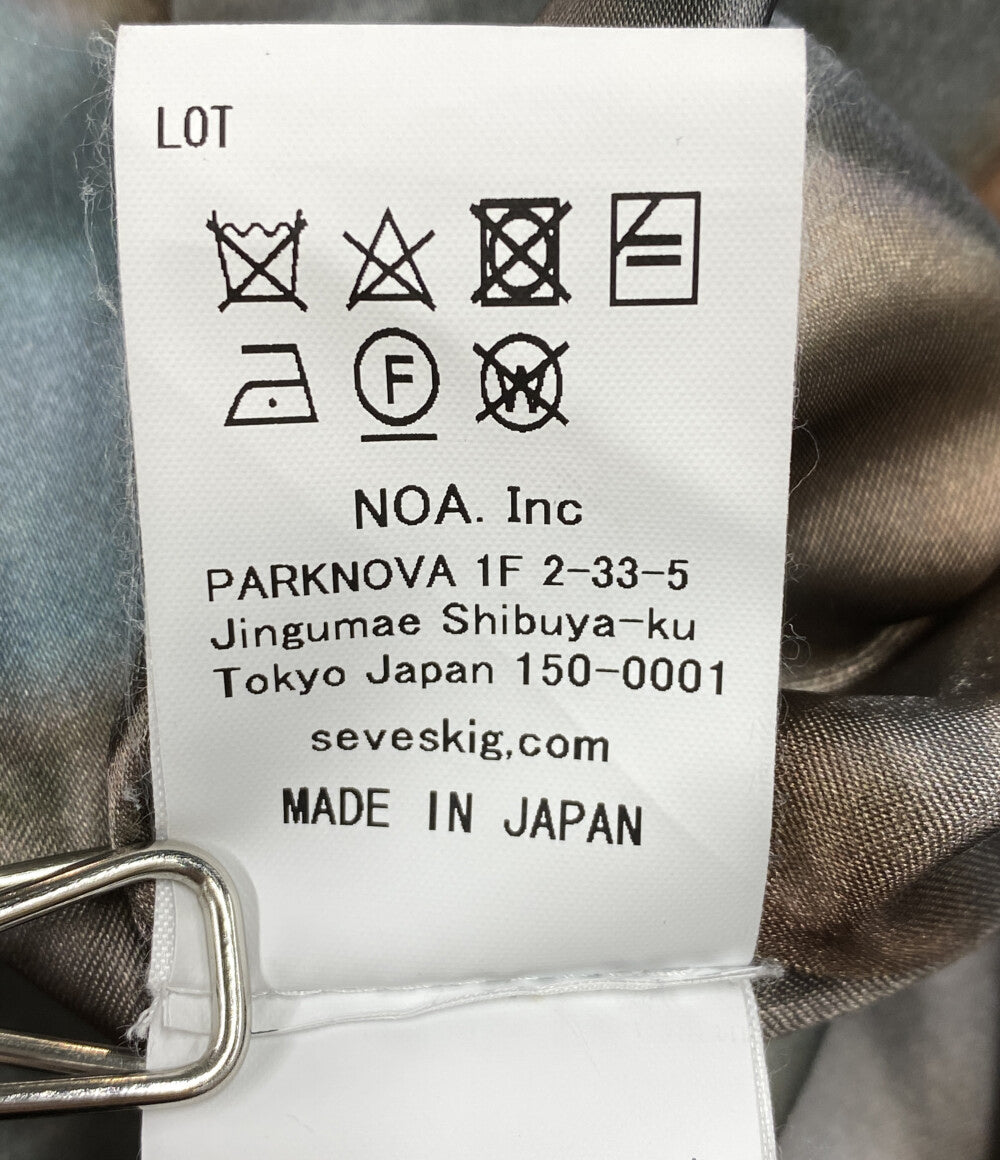 LOT
F W
NOA. Inc
PARKNOVA 1F 2-33-5
Jingumae Shibuya-ku
Tokyo Japan 150-0001
seveskig,com
MADE IN JAPAN